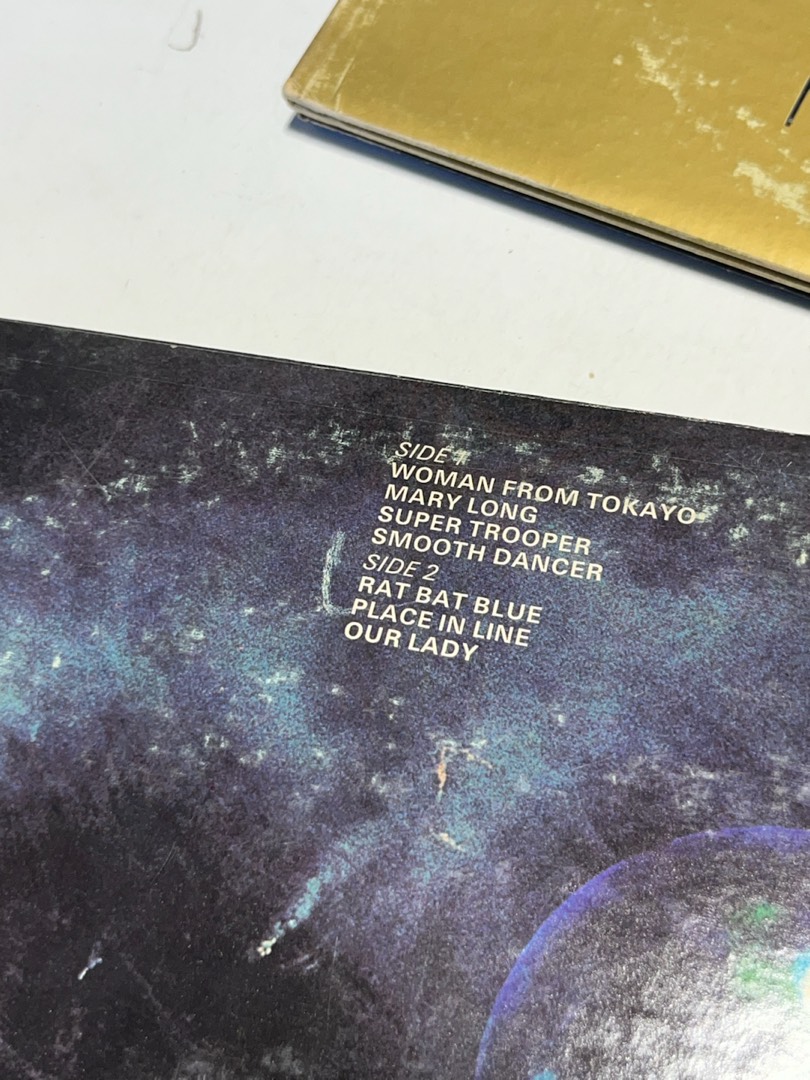 SIDE 1
WOMAN FROM TOKAYO
MARY LONG
SUPER TROOPER
SMOOTH DANCER
SIDE 2
RAT BAT BLUE
PLACE IN LINE
OUR LADY